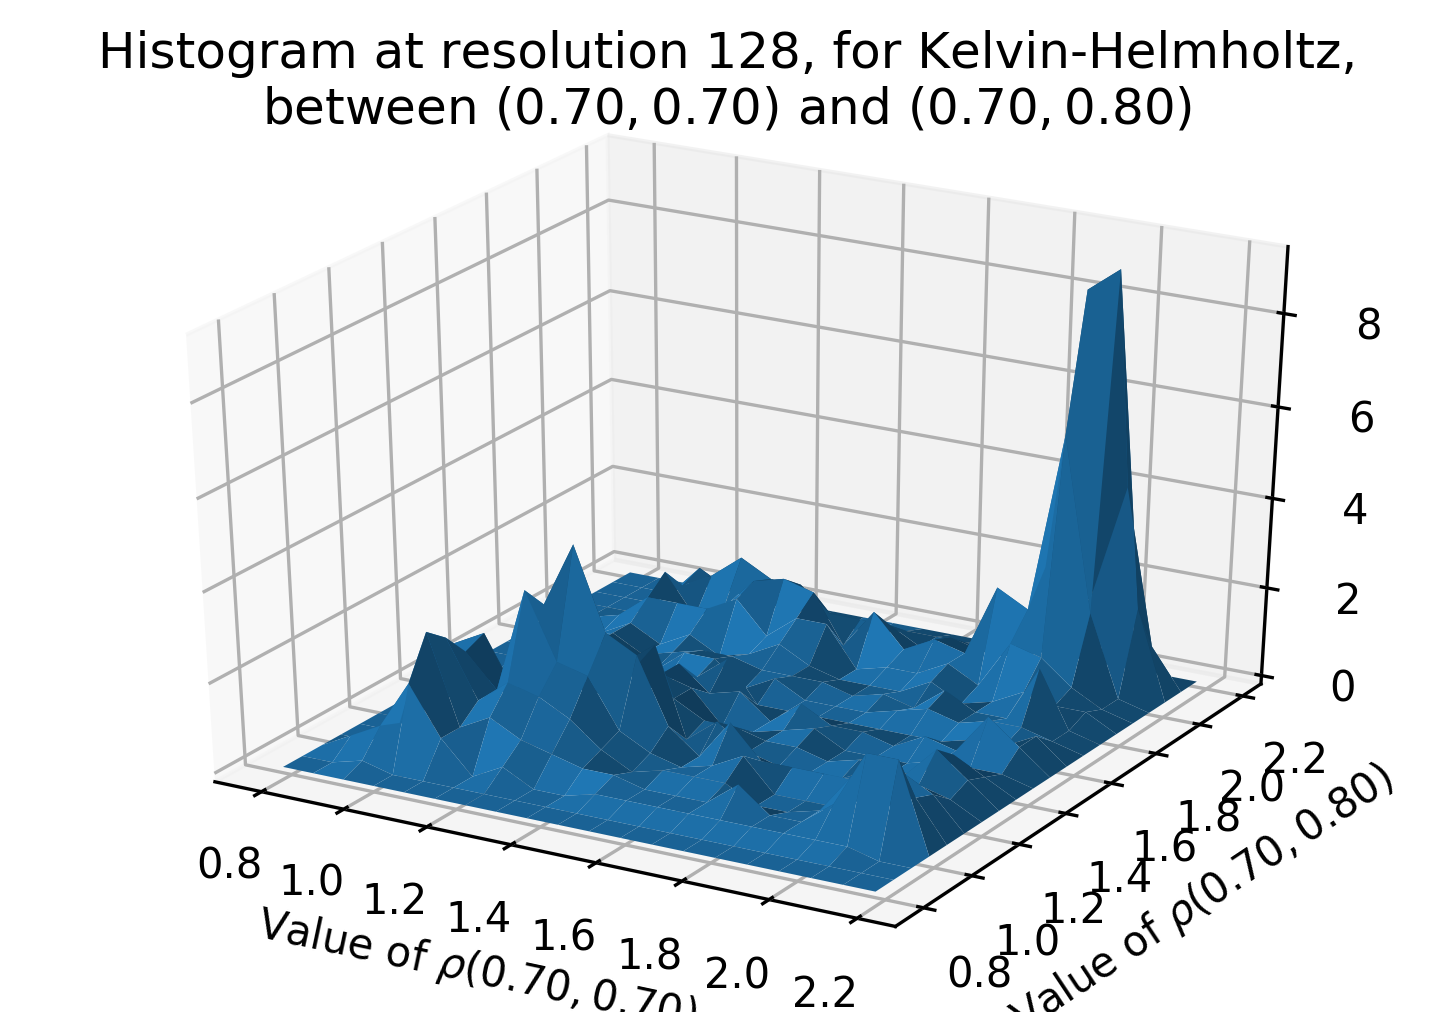 Histogram at resolution 128, for Kelvin-Helmholtz,
between (0.70, 0.70) and (0.70, 0.80)
8
6
4
2
0
0.8 1.0 1.2 1.4 1.6 1.8 2.0 2.2
Value of ρ(0.70, 0.70)
0.8 1.0 1.2 1.4 1.6 1.8 2.0 2.2
Value of ρ(0.70, 0.80)